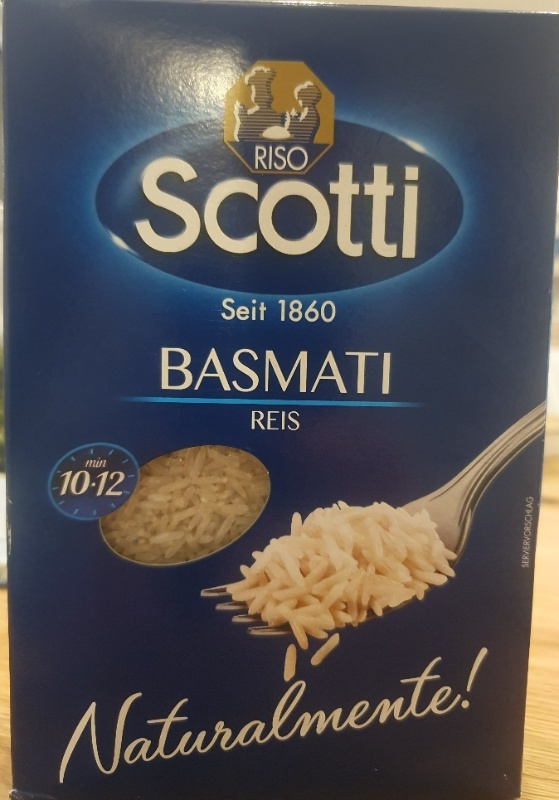 RISO
Scotti
Seit 1860
BASMATI
REIS
min
10-12
SERVIERVORSCHLAG
Naturalmente!